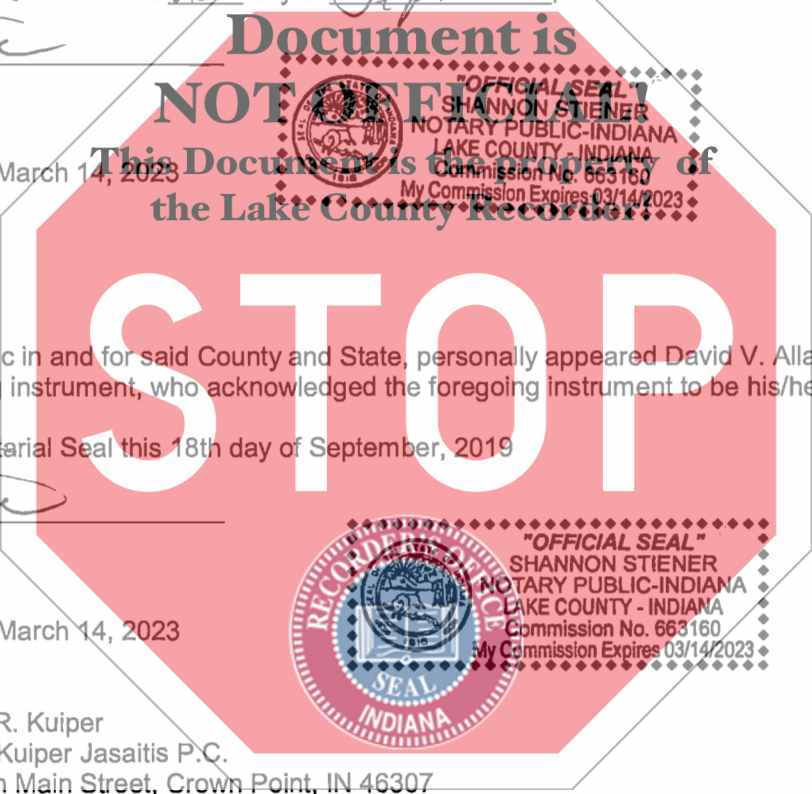 Document is
NOT OFFICIAL!
This Document is the property of
the Lake County Recorder!
"OFFICIAL SEAL"
SHANNON STIENER
NOTARY PUBLIC-INDIANA
LAKE COUNTY - INDIANA
Commission No. 663160
My Commission Expires 03/14/2023
March 14, 2023
STOP
c in and for said County and State, personally appeared David V. Alla
instrument, who acknowledged the foregoing instrument to be his/he
tarial Seal this 18th day of September, 2019
"OFFICIAL SEAL"
SHANNON STIENER
NOTARY PUBLIC-INDIANA
LAKE COUNTY - INDIANA
Commission No. 663160
My Commission Expires 03/14/2023
RECORDER'S OFFICE
SEAL
INDIANA
March 14, 2023
R. Kuiper
Kuiper Jasaitis P.C.
Main Street, Crown Point, IN 46307